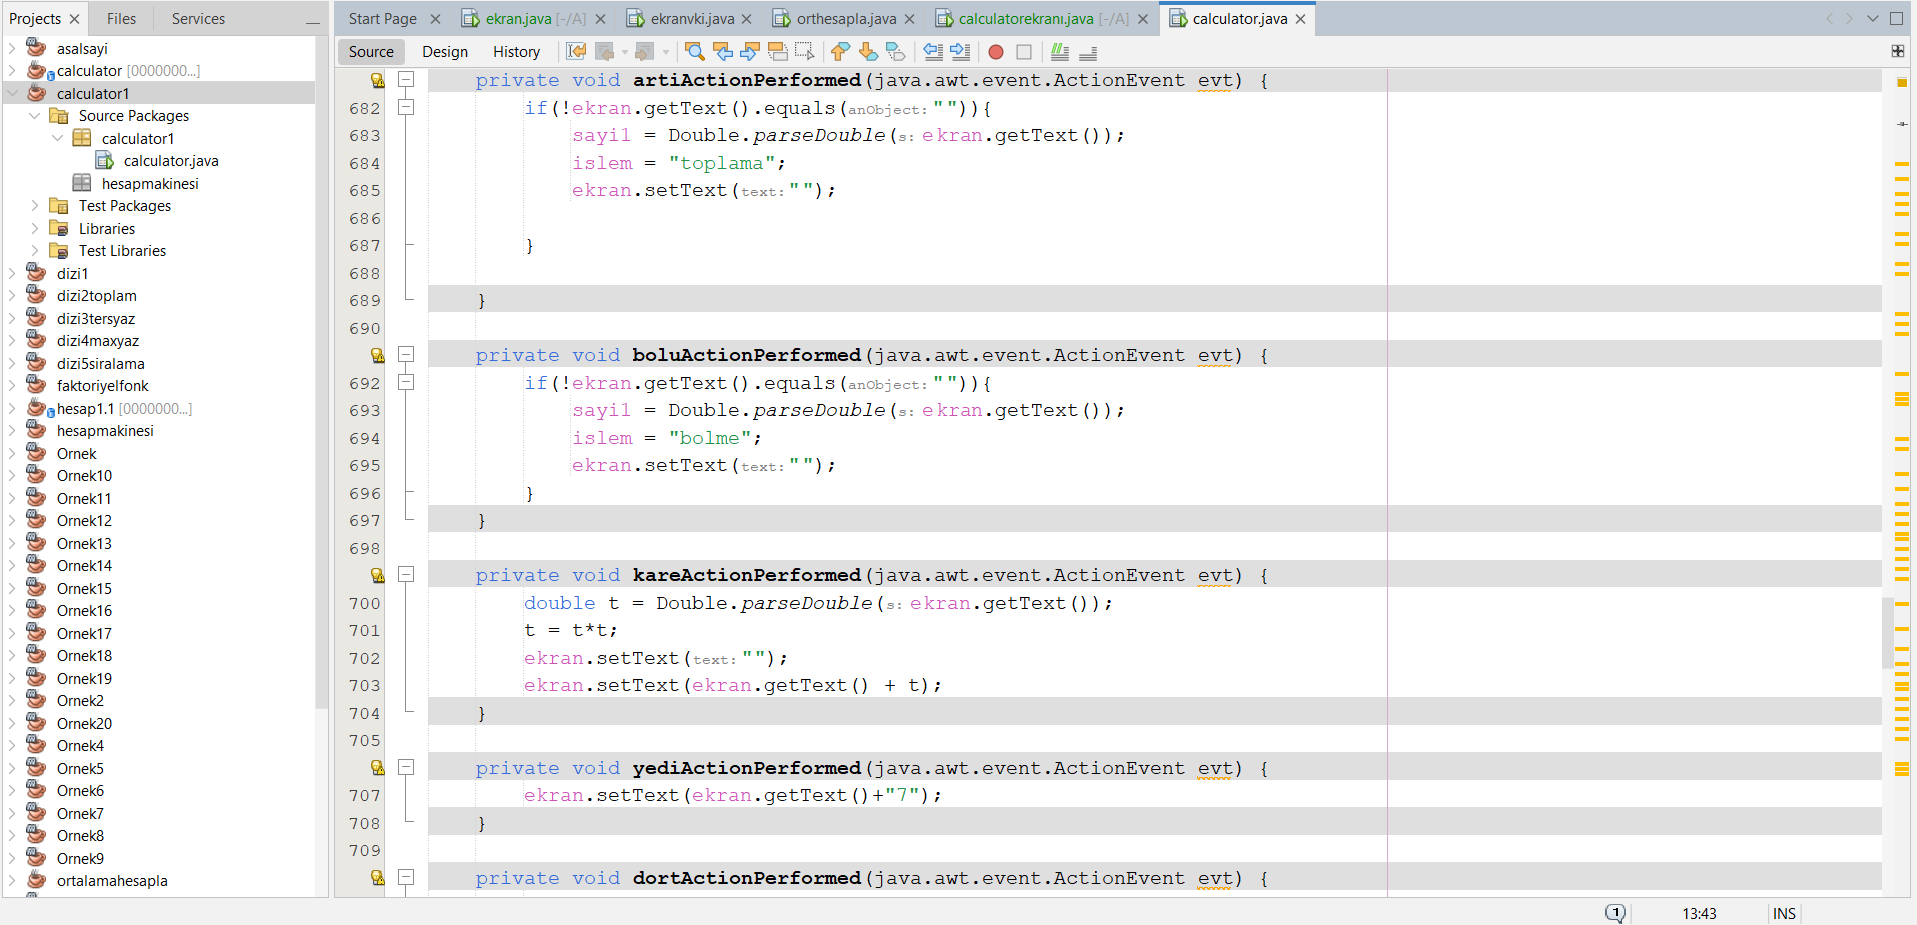 Projects
Files
Services
asalsayi
calculator [0000000...]
calculator1
Source Packages
calculator1
calculator.java
hesapmakinesi
Test Packages
Libraries
Test Libraries
dizi1
dizi2toplam
dizi3tersyaz
dizi4maxyaz
dizi5siralama
faktoriyelfonk
hesap1.1 [0000000...]
hesapmakinesi
Ornek
Ornek10
Ornek11
Ornek12
Ornek13
Ornek14
Ornek15
Ornek16
Ornek17
Ornek18
Ornek19
Ornek2
Ornek20
Ornek4
Ornek5
Ornek6
Ornek7
Ornek8
Ornek9
ortalamahesapla
Start Page
ekran.java [-/A]
ekranvki.java
orthesapla.java
calculatorekranı.java [-/A]
calculator.java
Source
Design
History
private void artiActionPerformed(java.awt.event.ActionEvent evt) {
682 if(!ekran.getText().equals(anObject: "")){
683 sayi1 = Double.parseDouble(s: ekran.getText());
684 islem = "toplama";
685 ekran.setText(text: "");
686
687 }
688
689 }
690
private void boluActionPerformed(java.awt.event.ActionEvent evt) {
692 if(!ekran.getText().equals(anObject: "")){
693 sayi1 = Double.parseDouble(s: ekran.getText());
694 islem = "bolme";
695 ekran.setText(text: "");
696 }
697 }
698
private void kareActionPerformed(java.awt.event.ActionEvent evt) {
700 double t = Double.parseDouble(s: ekran.getText());
701 t = t*t;
702 ekran.setText(text: "");
703 ekran.setText(ekran.getText() + t);
704 }
705
private void yediActionPerformed(java.awt.event.ActionEvent evt) {
707 ekran.setText(ekran.getText()+"7");
708 }
709
private void dortActionPerformed(java.awt.event.ActionEvent evt) {
1
13:43
INS